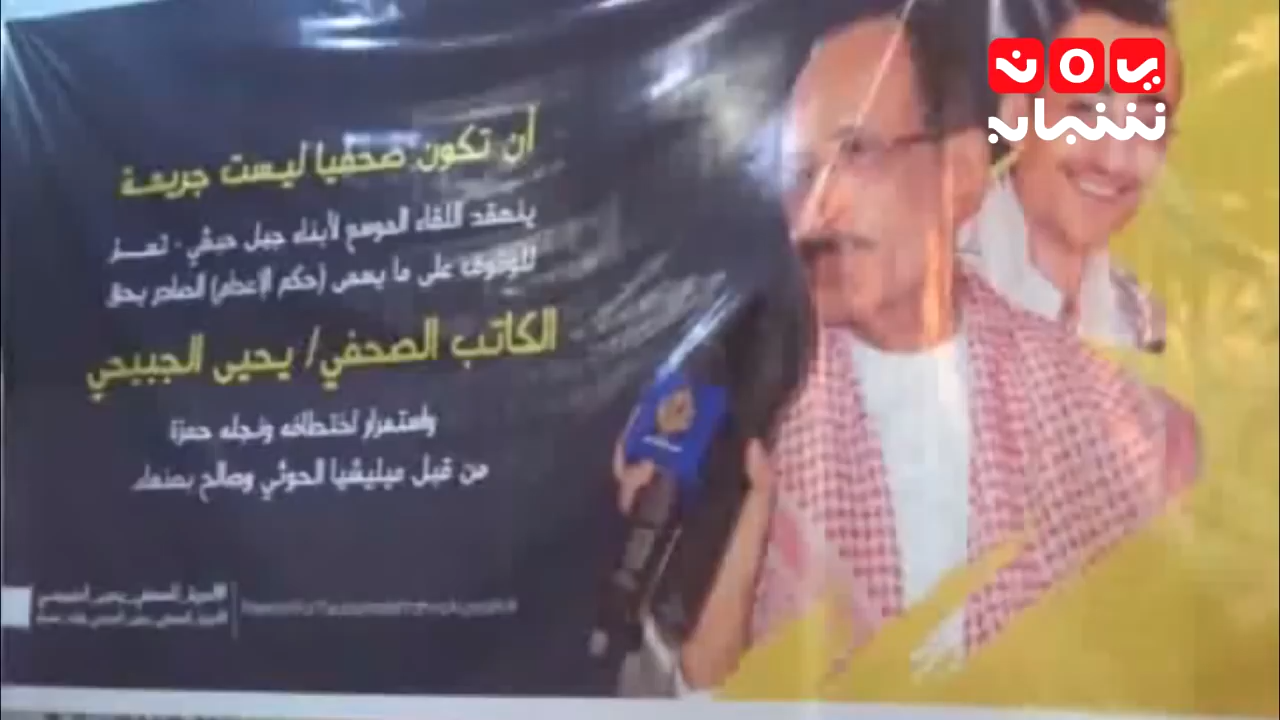 يمن
شباب
أن تكون صحفيا ليست جريمة
ينعقد اللقاء الموسع لأبناء جبل حبشي - تعز
للوقوف على ما يسمى (حكم الإعدام) الصادر بحق
الكاتب الصحفي/ يحيى الجبيحي
واستمرار اختطافه ونجله حمزة
من قبل ميليشيا الحوثي وصالح بصنعاء